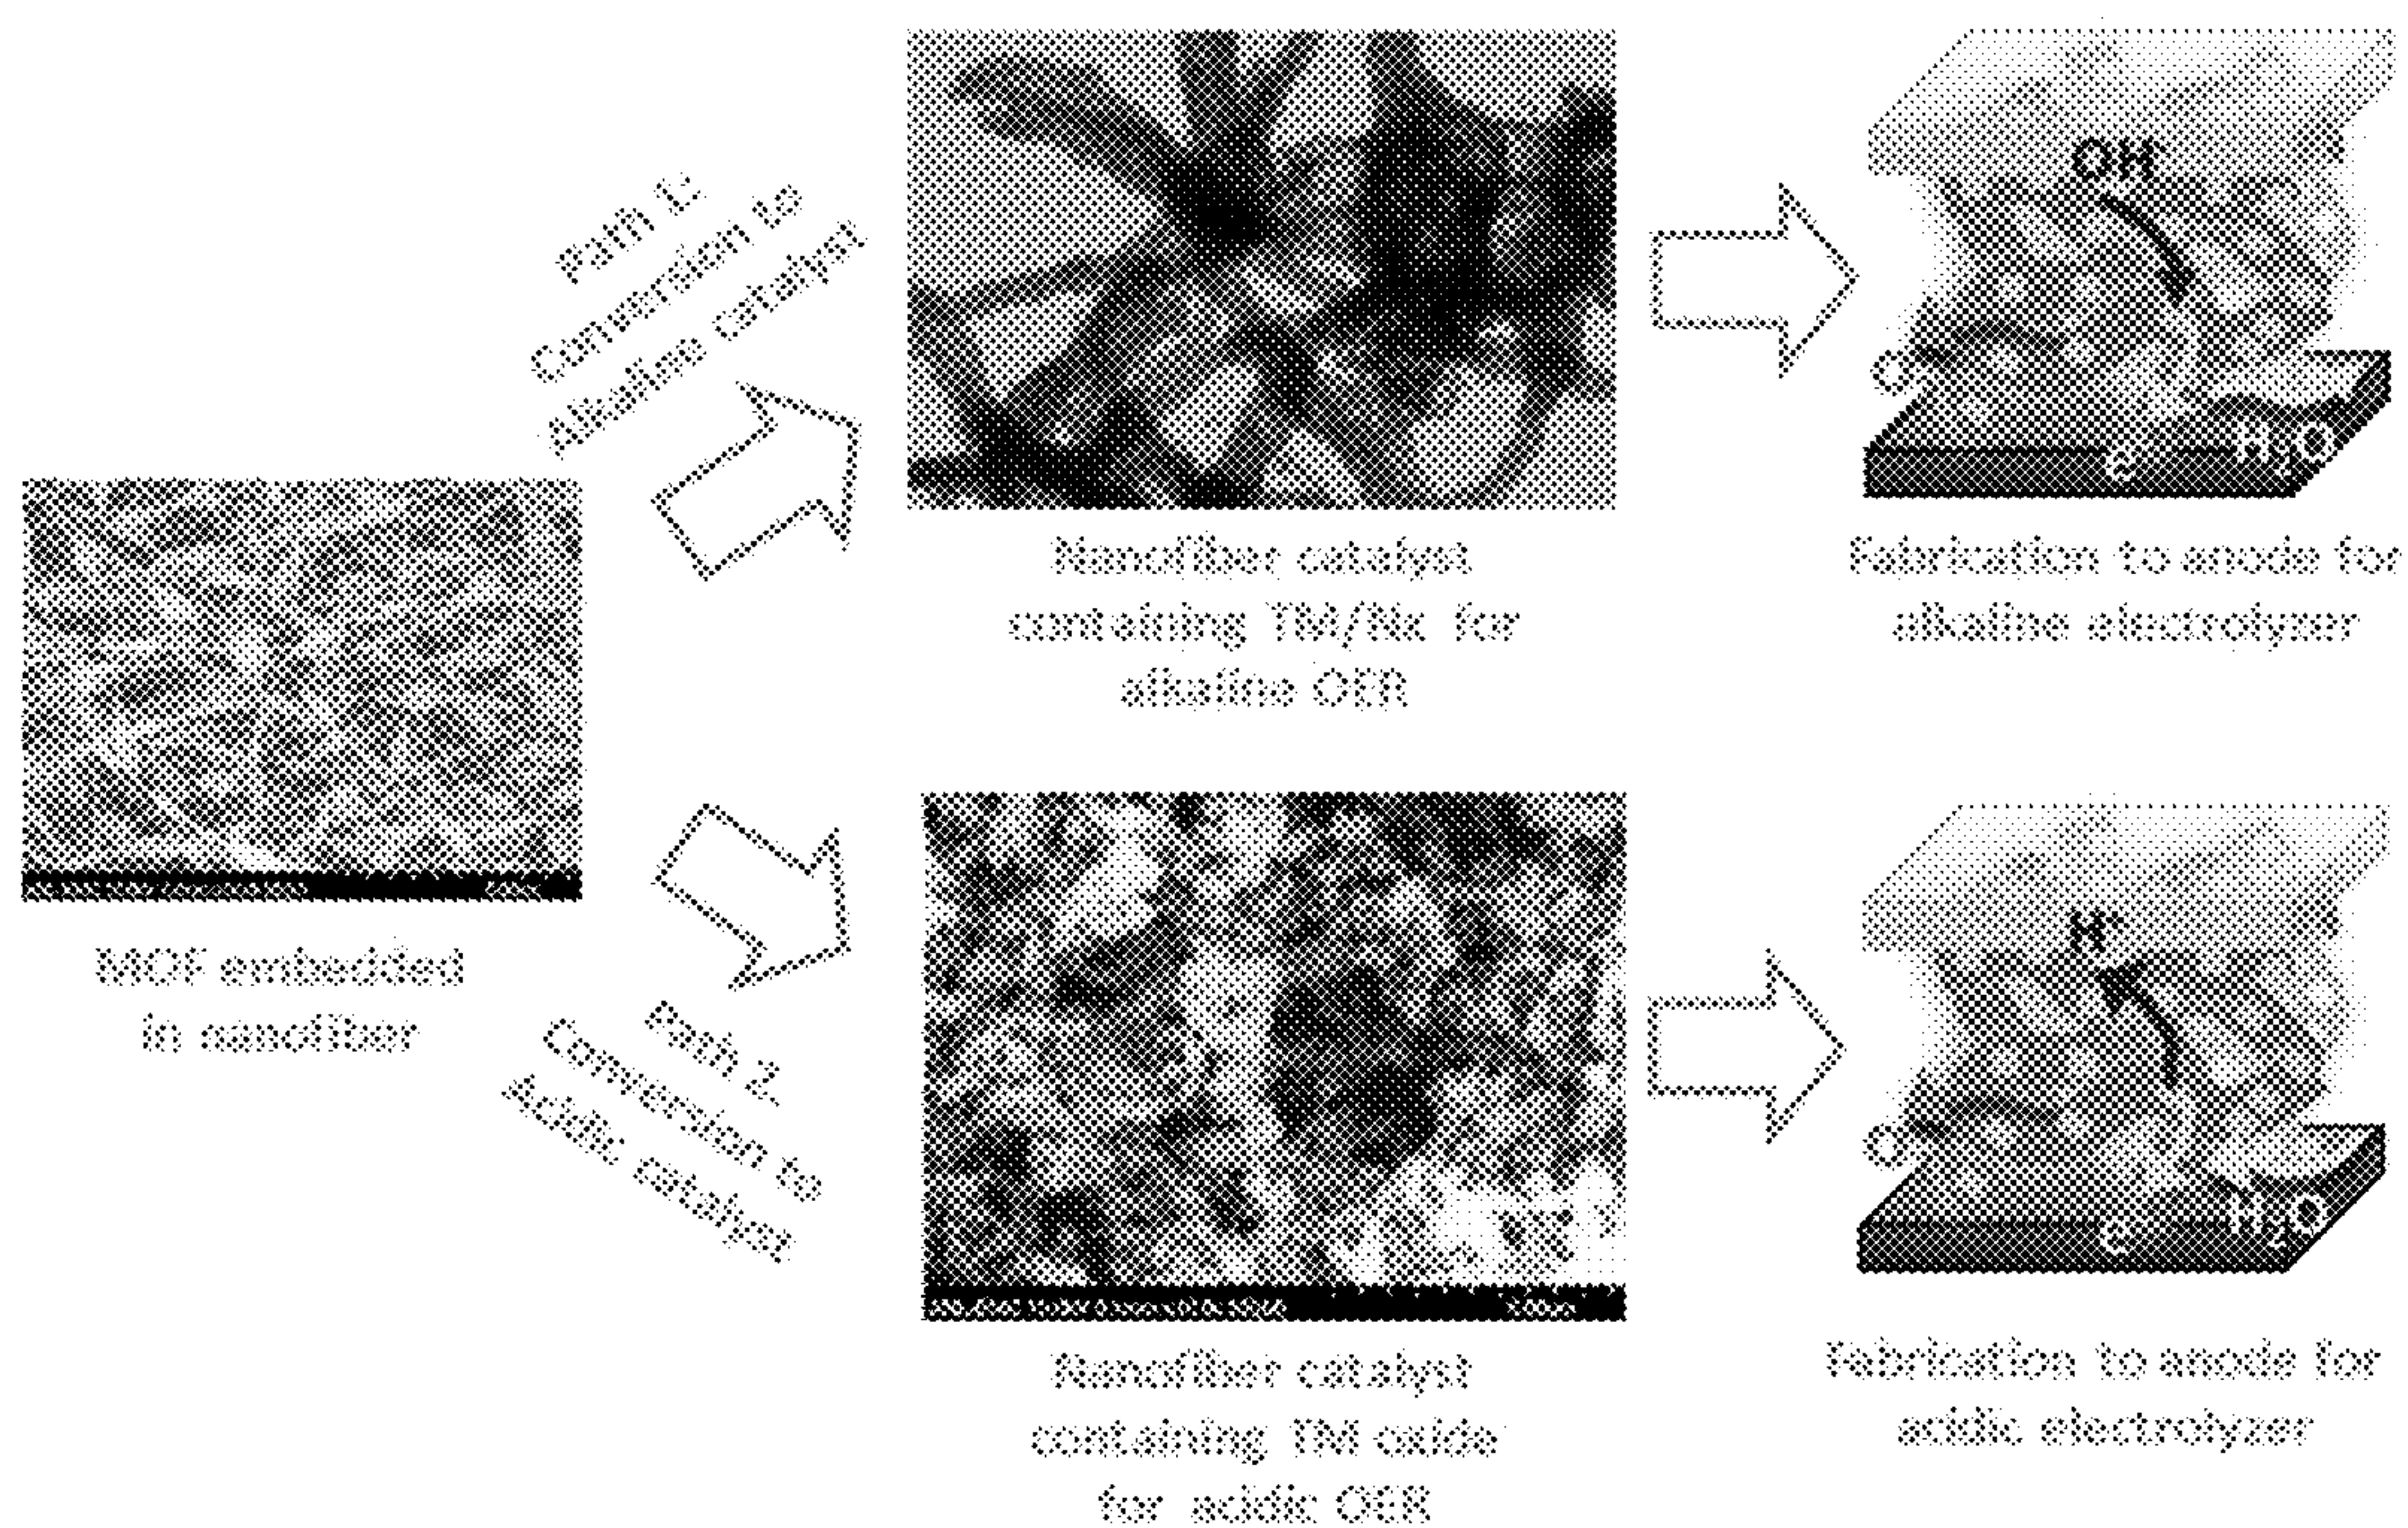 MOF embedded
in nanofiber
Path 1:
Conversion to
Alkaline catalyst
Nanofiber catalyst
containing TM/Nx for
alkaline OER
OH⁻
O
e⁻
H₂O
Fabrication to anode for
alkaline electrolyzer
Path 2
Conversion to
Acidic catalyst
Nanofiber catalyst
containing TM oxide
for acidic OER
H⁺
O
e⁻
H₂O
Fabrication to anode for
acidic electrolyzer